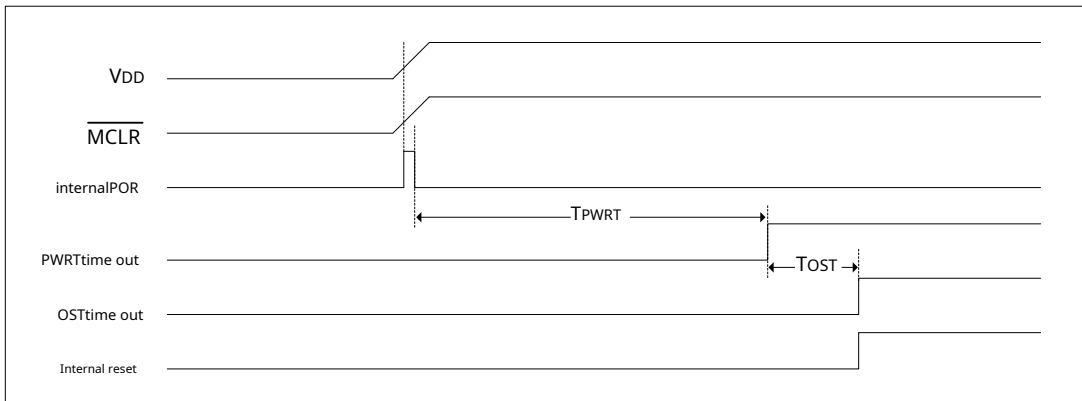 VDD
MCLR
internalPOR
TPWRT
PWRTtime out
TOST
OSTtime out
Internal reset